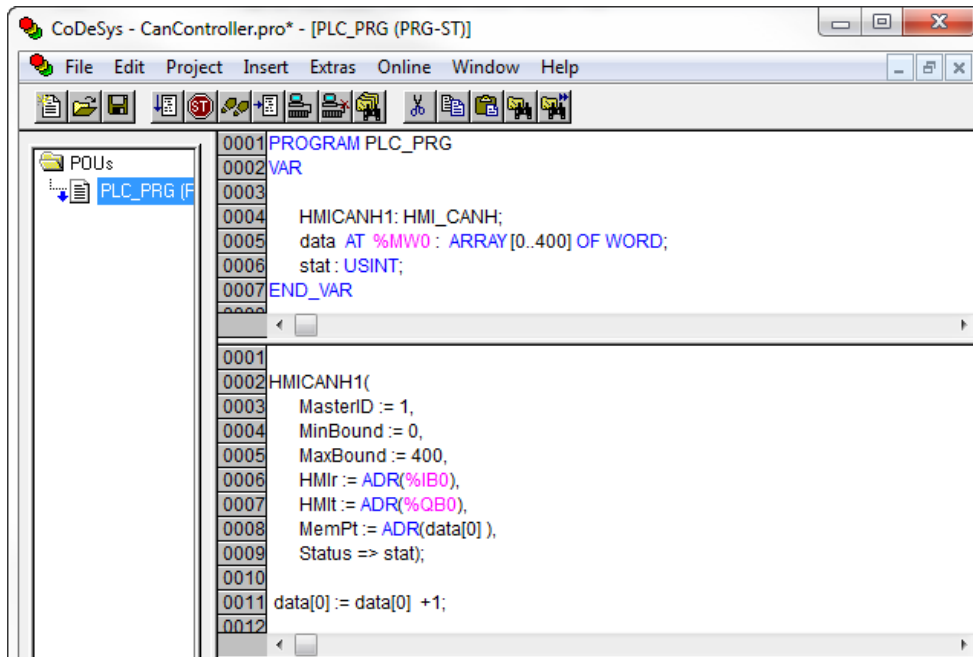 CoDeSys - CanController.pro* - [PLC_PRG (PRG-ST)]
File Edit Project Insert Extras Online Window Help
ST
POUs
PLC_PRG (F
0001 PROGRAM PLC_PRG
0002 VAR
0003
0004 HMICANH1: HMI_CANH;
0005 data AT %MW0 : ARRAY [0..400] OF WORD;
0006 stat : USINT;
0007 END_VAR
0001
0002 HMICANH1(
0003 MasterID := 1,
0004 MinBound := 0,
0005 MaxBound := 400,
0006 HMIr := ADR(%IB0),
0007 HMIt := ADR(%QB0),
0008 MemPt := ADR(data[0] ),
0009 Status => stat);
0010
0011 data[0] := data[0] +1;
0012